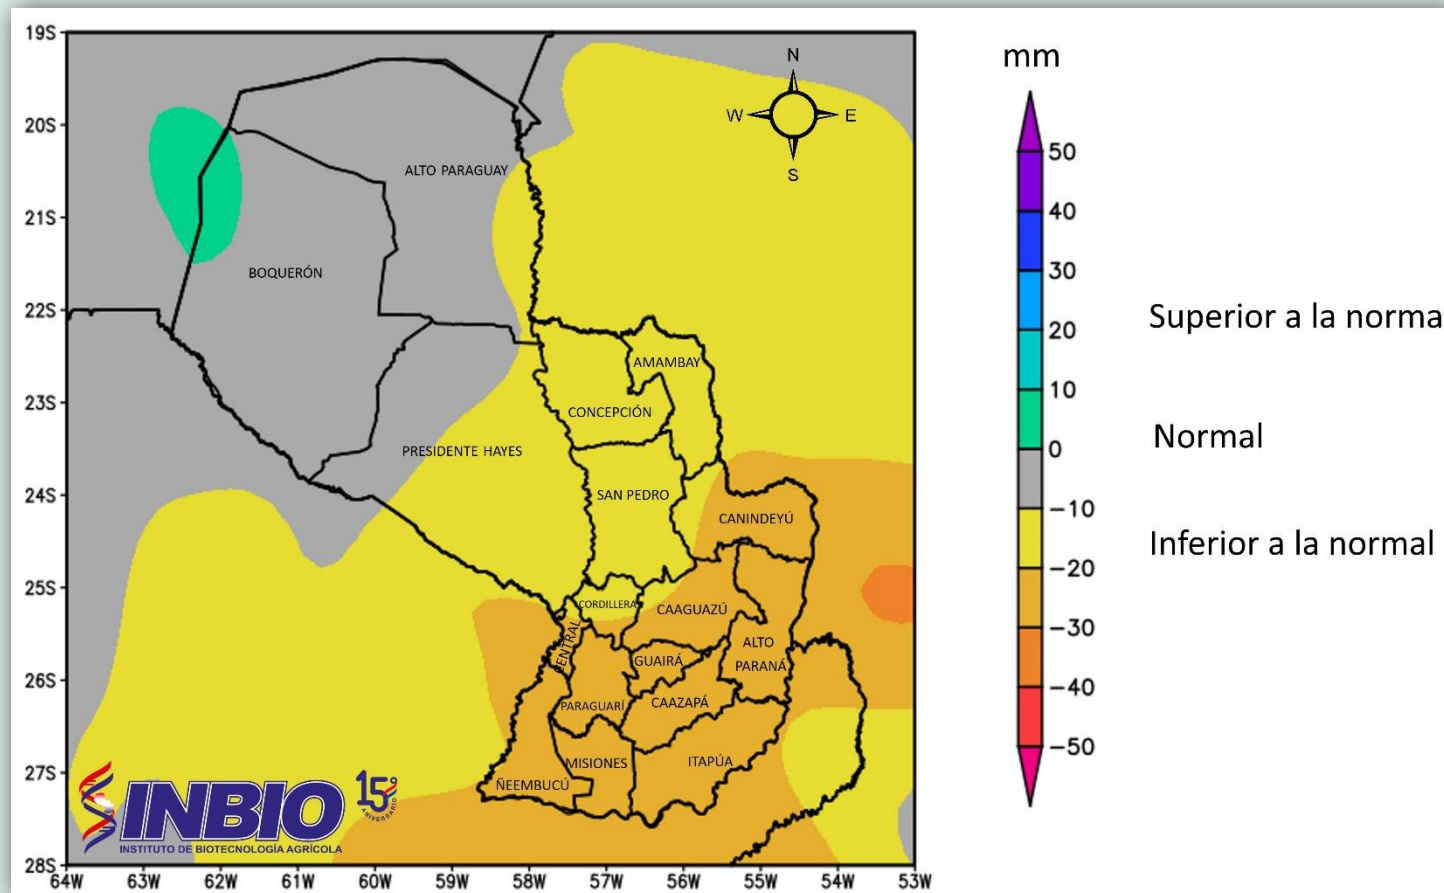 19S
20S
21S
22S
23S
24S
25S
26S
27S
28S
64W 63W 62W 61W 60W 59W 58W 57W 56W 55W 54W 53W
N
W E
S
ALTO PARAGUAY
BOQUERÓN
AMAMBAY
CONCEPCIÓN
PRESIDENTE HAYES
SAN PEDRO
CANINDEYÚ
CORDILLERA
CAAGUAZÚ
CENTRAL
ALTO
PARANÁ
GUAIRÁ
PARAGUARÍ
CAAZAPÁ
MISIONES
ITAPÚA
ÑEEMBUCÚ
INBIO
INSTITUTO DE BIOTECNOLOGÍA AGRÍCOLA
15º
ANIVERSARIO
mm
50
40
30
20
10
0
−10
−20
−30
−40
−50
Superior a la norma
Normal
Inferior a la normal